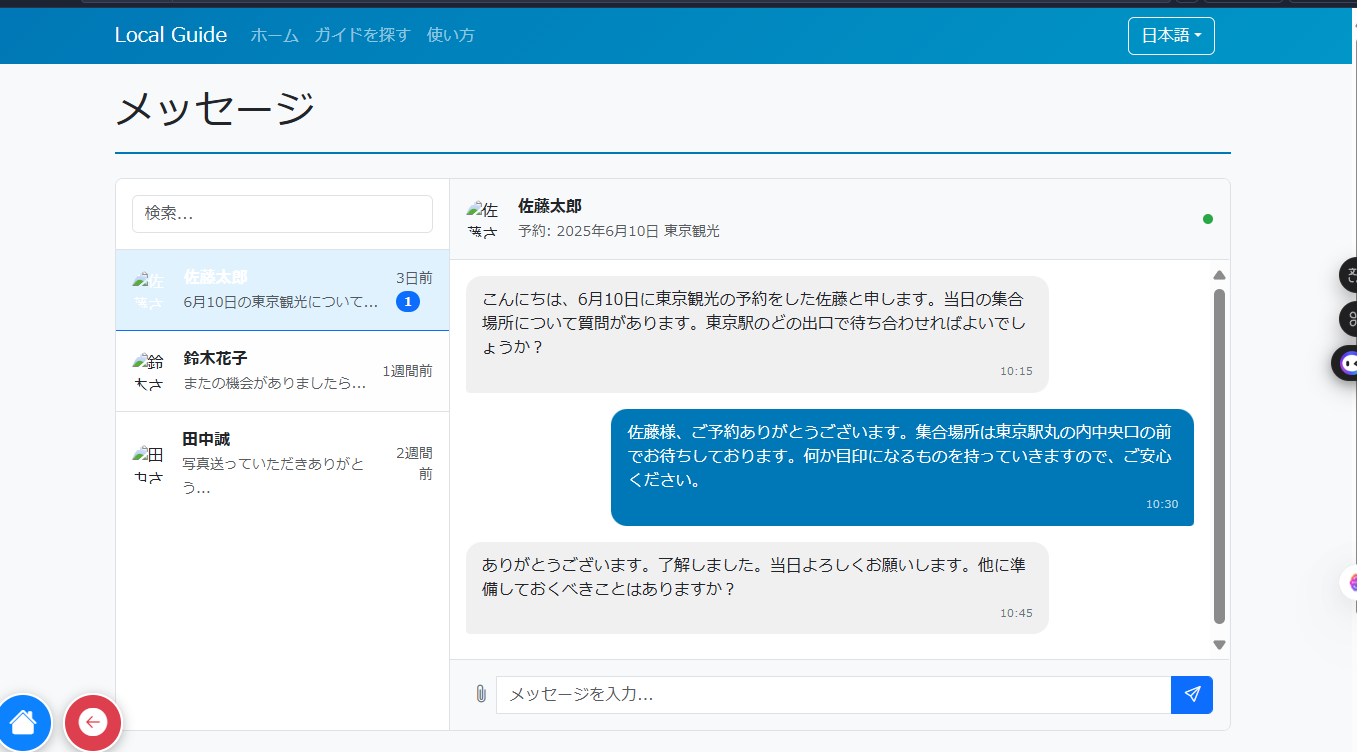 Local Guide ホーム ガイドを探す 使い方 日本語
メッセージ
検索...
佐藤太郎 3日前
6月10日の東京観光について... 1
鈴木花子
またの機会がありましたら... 1週間前
田中誠
写真送っていただきありがと
う...
2週間
前
佐藤太郎
予約: 2025年6月10日 東京観光
こんにちは、6月10日に東京観光の予約をした佐藤と申します。当日の集合
場所について質問があります。東京駅のどの出口で待ち合わせればよいでし
ょうか？
10:15
佐藤様、ご予約ありがとうございます。集合場所は東京駅丸の内中央口の前
でお待ちしております。何か目印になるものを持っていきますので、ご安心
ください。
10:30
ありがとうございます。了解しました。当日よろしくお願いします。他に準
備しておくべきことはありますか？
10:45
メッセージを入力...